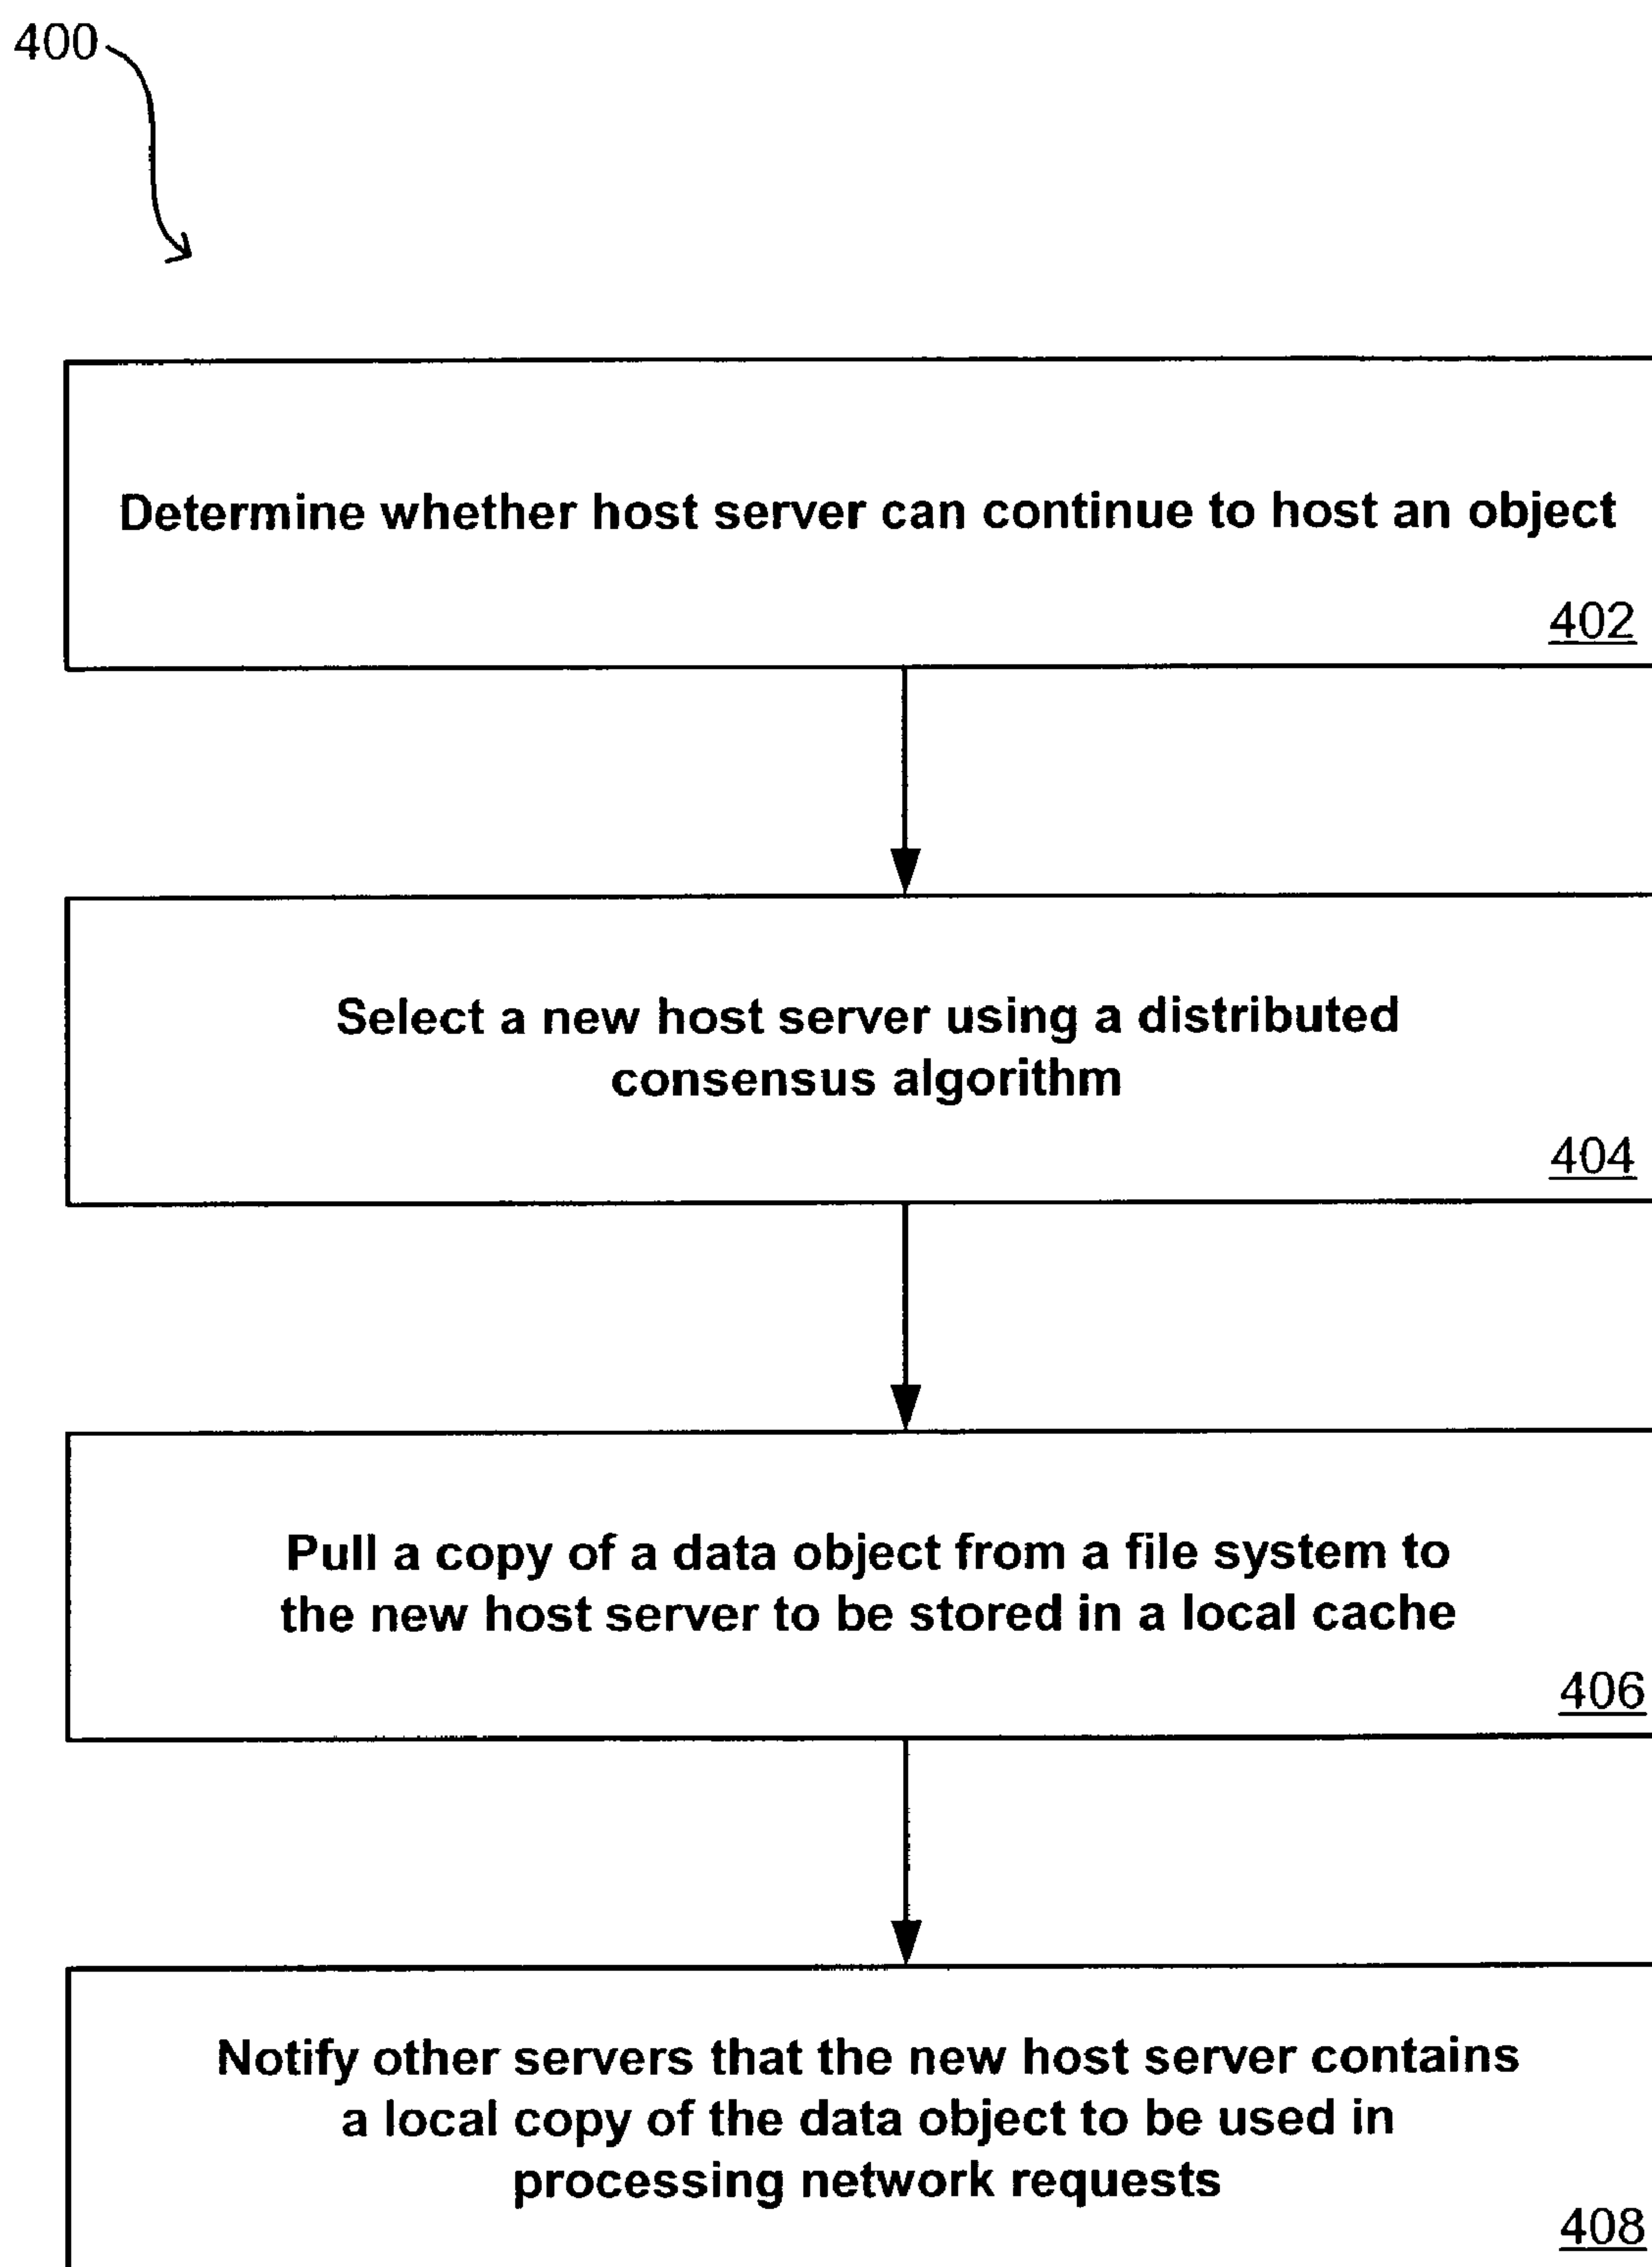 400
Determine whether host server can continue to host an object
402
Select a new host server using a distributed
consensus algorithm
404
Pull a copy of a data object from a file system to
the new host server to be stored in a local cache
406
Notify other servers that the new host server contains
a local copy of the data object to be used in
processing network requests
408